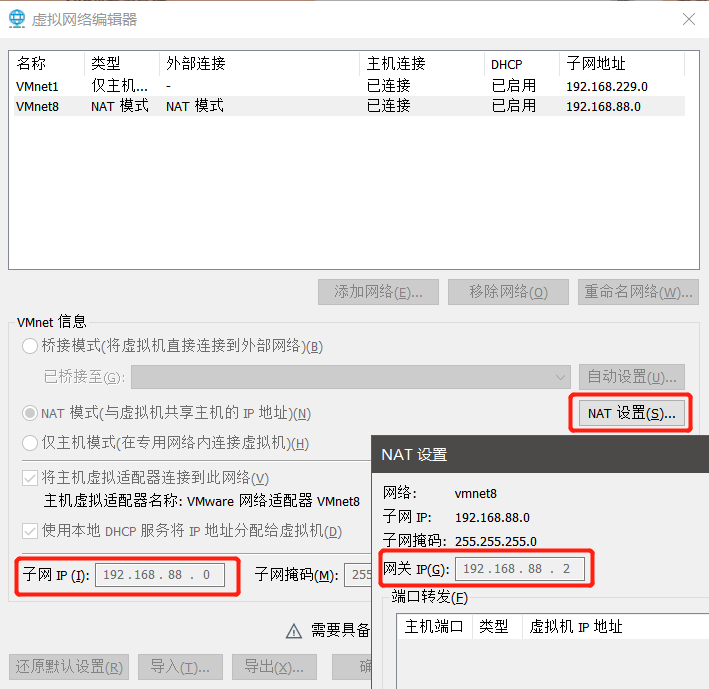 虚拟网络编辑器
名称 类型 外部连接 主机连接 DHCP 子网地址
VMnet1 仅主机... - 已连接 已启用 192.168.229.0
VMnet8 NAT 模式 NAT 模式 已连接 已启用 192.168.88.0
添加网络(E)... 移除网络(O) 重命名网络(W)...
VMnet 信息
桥接模式(将虚拟机直接连接到外部网络)(B)
已桥接至(G): 自动设置(U)...
NAT 模式(与虚拟机共享主机的 IP 地址)(N) NAT 设置(S)...
仅主机模式(在专用网络内连接虚拟机)(H)
将主机虚拟适配器连接到此网络(V)
主机虚拟适配器名称: VMware 网络适配器 VMnet8
使用本地 DHCP 服务将 IP 地址分配给虚拟机(D)
子网 IP (I): 192 . 168 . 88 . 0 子网掩码(M): 255
需要具备
还原默认设置(R) 导入(T)... 导出(X)... 确
NAT 设置
网络: vmnet8
子网 IP: 192.168.88.0
子网掩码: 255.255.255.0
网关 IP(G): 192 . 168 . 88 . 2
端口转发(F)
主机端口 类型 虚拟机 IP 地址